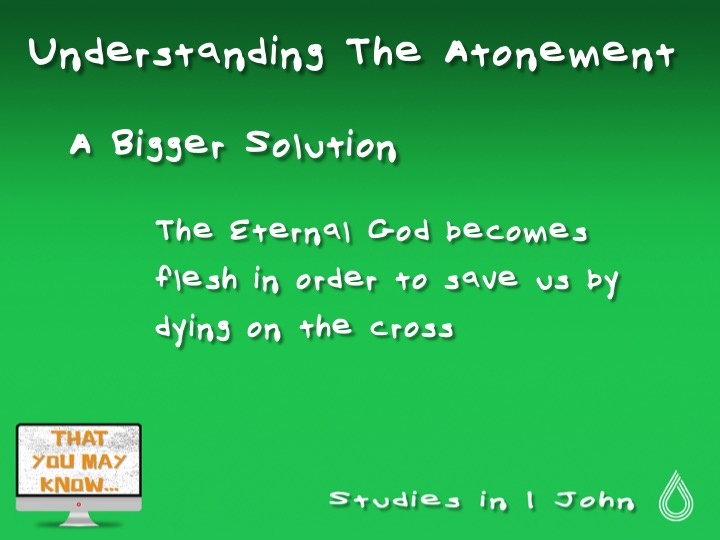 Understanding The Atonement
A Bigger Solution
The Eternal God becomes
flesh in order to save us by
dying on the cross
THAT
YOU MAY
KNOW...
Studies in 1 John